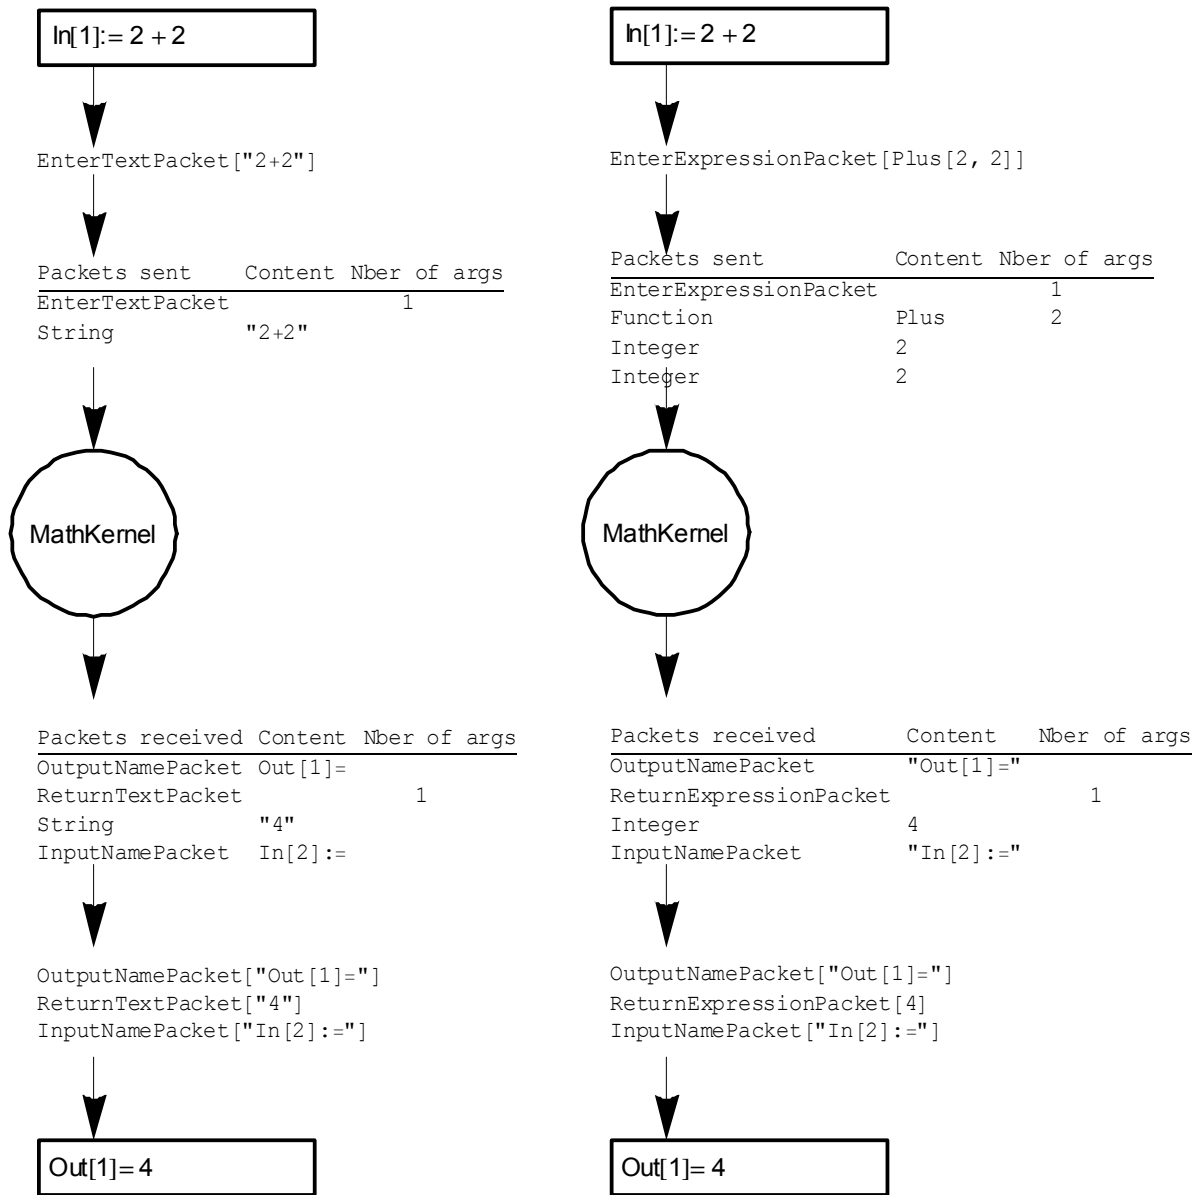 In[1]:= 2 + 2
EnterTextPacket["2+2"]
Packets sent Content Nber of args
EnterTextPacket 1
String "2+2"
MathKernel
Packets received Content Nber of args
OutputNamePacket Out[1]=
ReturnTextPacket 1
String "4"
InputNamePacket In[2]:=
OutputNamePacket["Out[1]="]
ReturnTextPacket["4"]
InputNamePacket["In[2]:="]
Out[1]= 4
In[1]:= 2 + 2
EnterExpressionPacket[Plus[2, 2]]
Packets sent Content Nber of args
EnterExpressionPacket 1
Function Plus 2
Integer 2
Integer 2
MathKernel
Packets received Content Nber of args
OutputNamePacket "Out[1]="
ReturnExpressionPacket 1
Integer 4
InputNamePacket "In[2]:="
OutputNamePacket["Out[1]="]
ReturnExpressionPacket[4]
InputNamePacket["In[2]:="]
Out[1]= 4